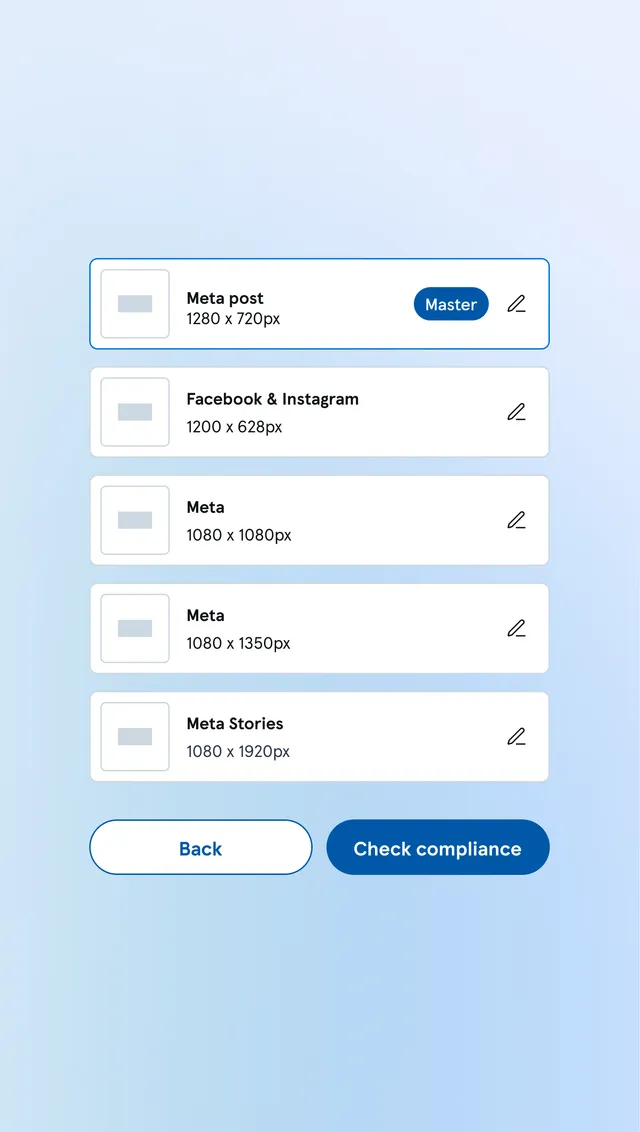 Meta post
1280 x 720px
Master
Facebook & Instagram
1200 x 628px
Meta
1080 x 1080px
Meta
1080 x 1350px
Meta Stories
1080 x 1920px
Back
Check compliance